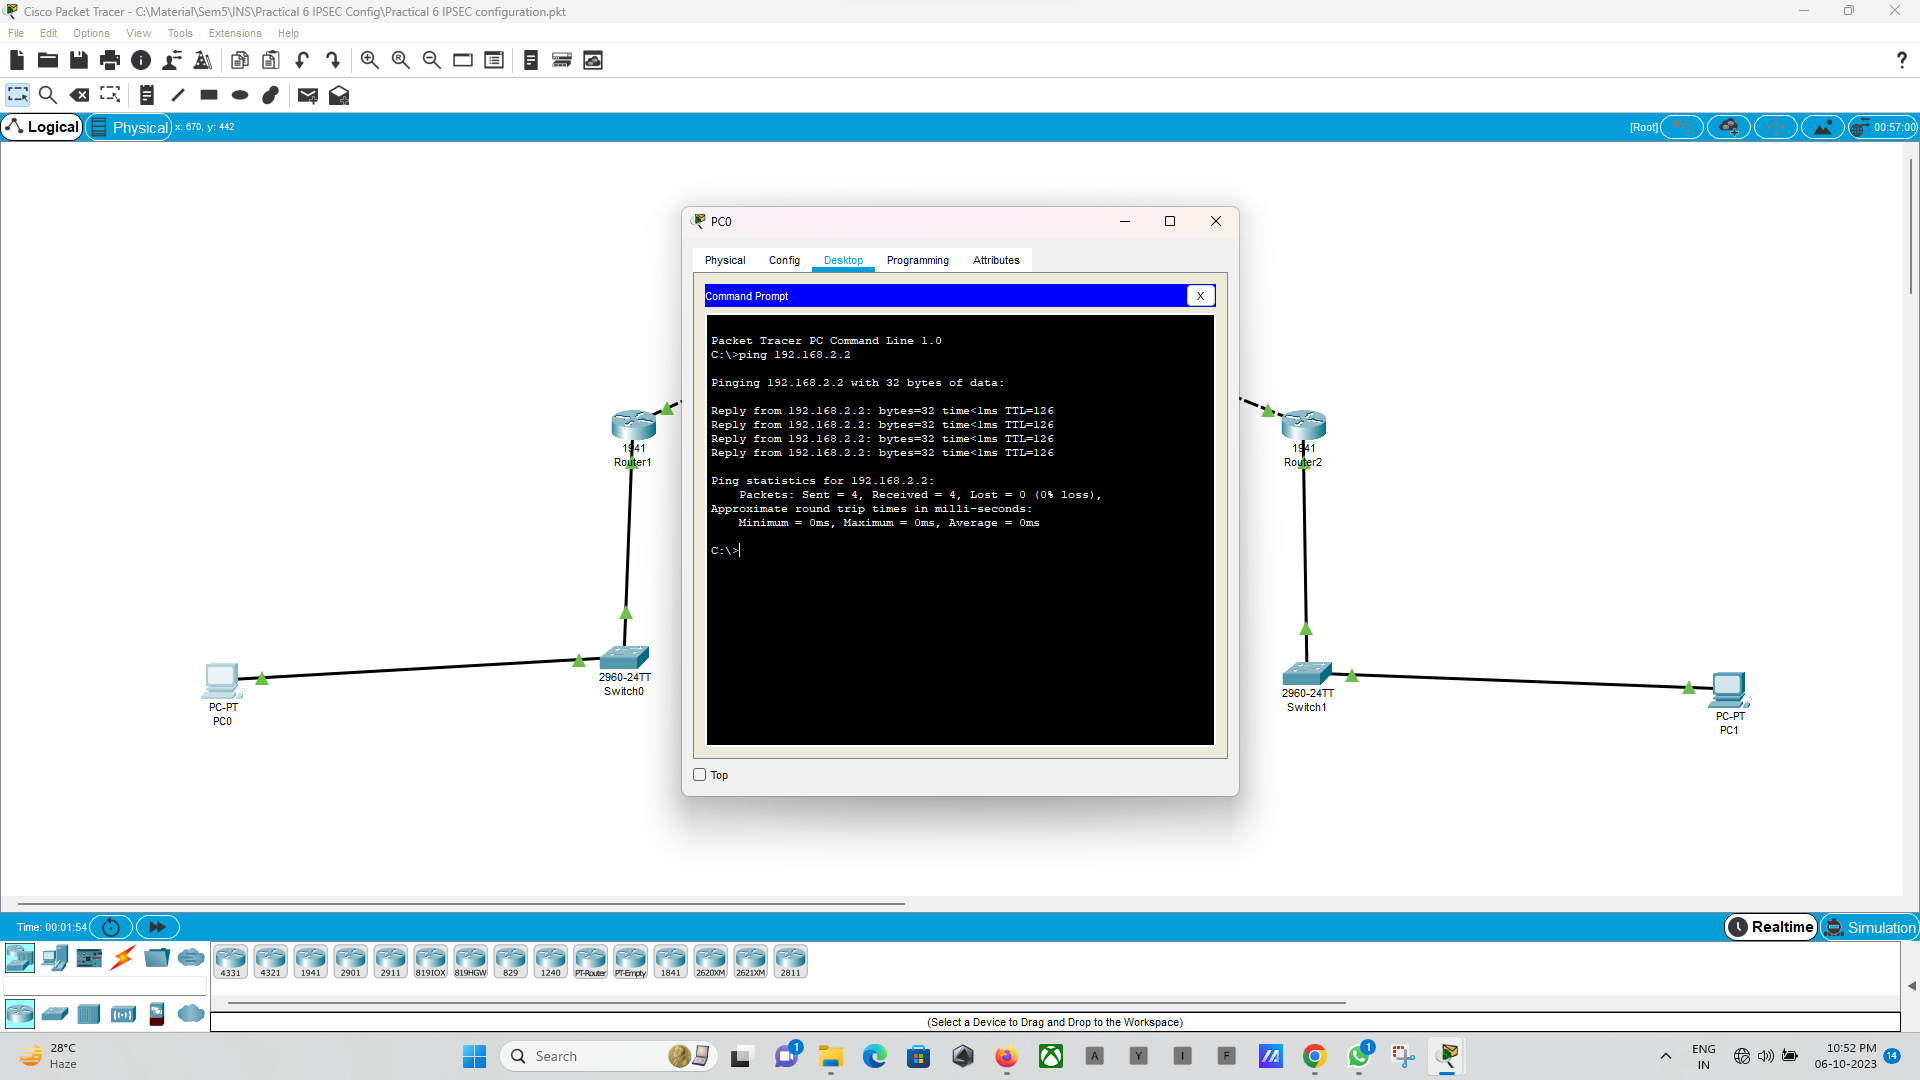 Cisco Packet Tracer - C:\Material\Sem5\INS\Practical 6 IPSEC Config\Practical 6 IPSEC configuration.pkt
File Edit Options View Tools Extensions Help
?
Logical Physical x: 670, y: 442 [Root] 00:57:00
PC0
Physical Config Desktop Programming Attributes
Command Prompt X
Packet Tracer PC Command Line 1.0
C:\>ping 192.168.2.2
Pinging 192.168.2.2 with 32 bytes of data:
Reply from 192.168.2.2: bytes=32 time<1ms TTL=126
Reply from 192.168.2.2: bytes=32 time<1ms TTL=126
Reply from 192.168.2.2: bytes=32 time<1ms TTL=126
Reply from 192.168.2.2: bytes=32 time<1ms TTL=126
Ping statistics for 192.168.2.2:
Packets: Sent = 4, Received = 4, Lost = 0 (0% loss),
Approximate round trip times in milli-seconds:
Minimum = 0ms, Maximum = 0ms, Average = 0ms
C:\>
Top
1941
Router1
1941
Router2
2960-24TT
Switch0
2960-24TT
Switch1
PC-PT
PC0
PC-PT
PC1
Time: 00:01:54 Realtime Simulation
4331 4321 1941 2901 2911 819IOX 819HGW 829 1240 PT-Router PT-Empty 1841 2620XM 2621XM 2811
(Select a Device to Drag and Drop to the Workspace)
28°C
Haze
Search
1
A Y I F
1
ENG
IN
10:52 PM
06-10-2023
14